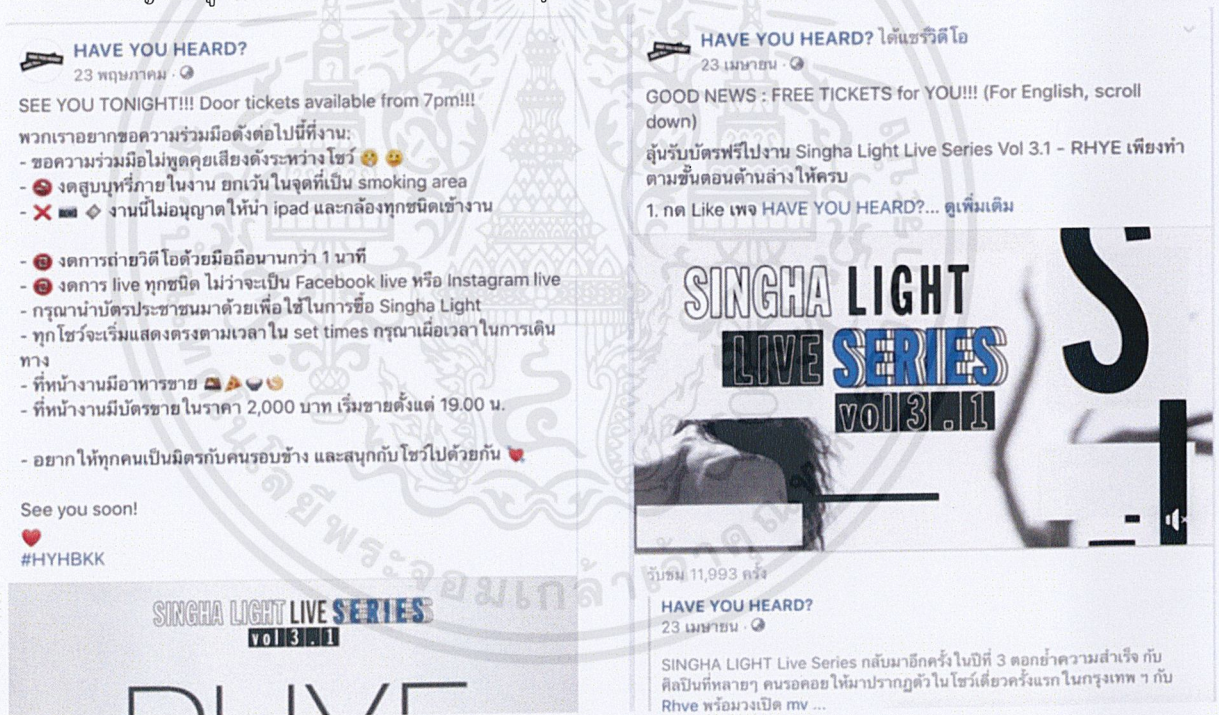 HAVE YOU HEARD?
23 พฤษภาคม ·
SEE YOU TONIGHT!!! Door tickets available from 7pm!!!
พวกเราอยากขอความร่วมมือดังต่อไปนี้ที่งาน:
- ขอความร่วมมือไม่พูดคุยเสียงดังระหว่างโชว์ 🤫 😃
- 🚭 งดสูบบุหรี่ภายในงาน ยกเว้นในจุดที่เป็น smoking area
- ❌ 📷 งานนี้ไม่อนุญาตให้นำ ipad และกล้องทุกชนิดเข้างาน
- 📵 งดการถ่ายวิดีโอด้วยมือถือนานกว่า 1 นาที
- 📵 งดการ live ทุกชนิด ไม่ว่าจะเป็น Facebook live หรือ Instagram live
- กรุณานำบัตรประชาชนมาด้วยเพื่อใช้ในการซื้อ Singha Light
- ทุกโชว์จะเริ่มแสดงตรงตามเวลาใน set times กรุณาเผื่อเวลาในการเดิน
ทาง
- ที่หน้างานมีอาหารขาย 🍱🍕🍚🍤
- ที่หน้างานมีบัตรขายในราคา 2,000 บาท เริ่มขายตั้งแต่ 19.00 น.
- อยากให้ทุกคนเป็นมิตรกับคนรอบข้าง และสนุกกับโชว์ไปด้วยกัน 💘
See you soon!
❤️
#HYHBKK
SINGHA LIGHT LIVE SERIES
vol 3.1
RHYE
HAVE YOU HEARD? ได้แชร์วิดีโอ
23 เมษายน ·
GOOD NEWS : FREE TICKETS for YOU!!! (For English, scroll
down)
ลุ้นรับบัตรฟรีไปงาน Singha Light Live Series Vol 3.1 - RHYE เพียงทำ
ตามขั้นตอนด้านล่างให้ครบ
1. กด Like เพจ HAVE YOU HEARD?... ดูเพิ่มเติม
S
SINGHA LIGHT
LIVE SERIES
vol 3.1
รับชม 11,993 ครั้ง
HAVE YOU HEARD?
23 เมษายน ·
SINGHA LIGHT Live Series กลับมาอีกครั้งในปีที่ 3 ตอกย้ำความสำเร็จ กับ
ศิลปินที่หลายๆ คนรอคอยให้มาปรากฏตัวในโชว์เดี่ยวครั้งแรกในกรุงเทพ ฯ กับ
Rhye พร้อมวงเปิด mv ...